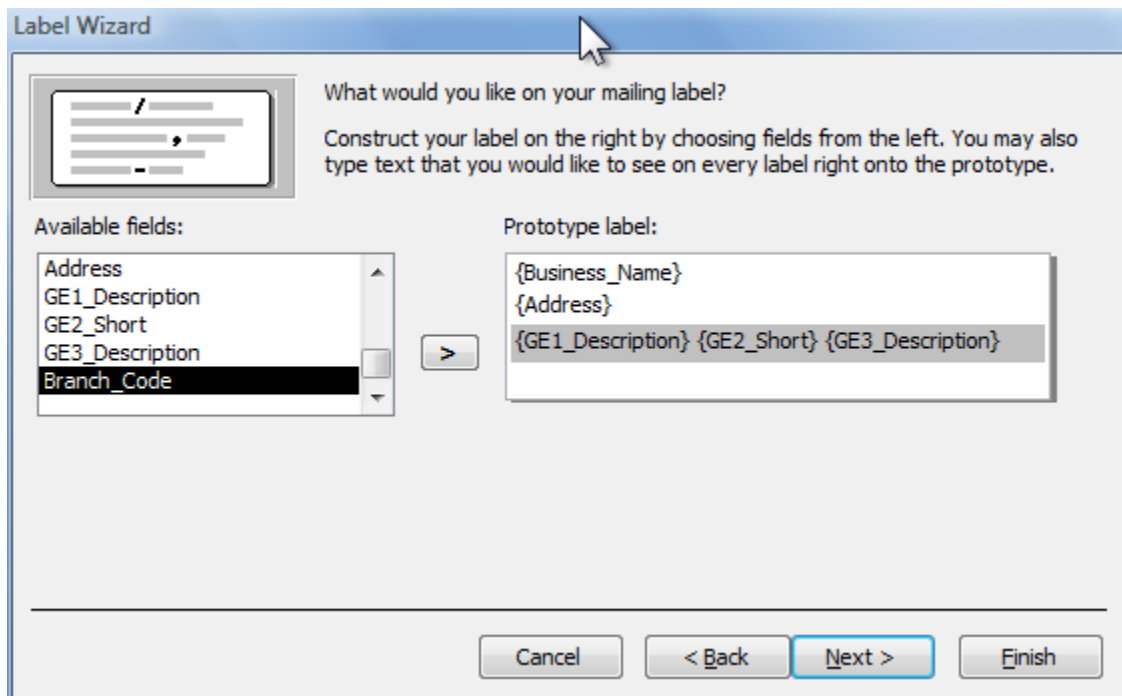 Label Wizard
What would you like on your mailing label?
Construct your label on the right by choosing fields from the left. You may also
type text that you would like to see on every label right onto the prototype.
Available fields:
Address
GE1_Description
GE2_Short
GE3_Description
Branch_Code
>
Prototype label:
{Business_Name}
{Address}
{GE1_Description} {GE2_Short} {GE3_Description}
Cancel
< Back
Next >
Finish